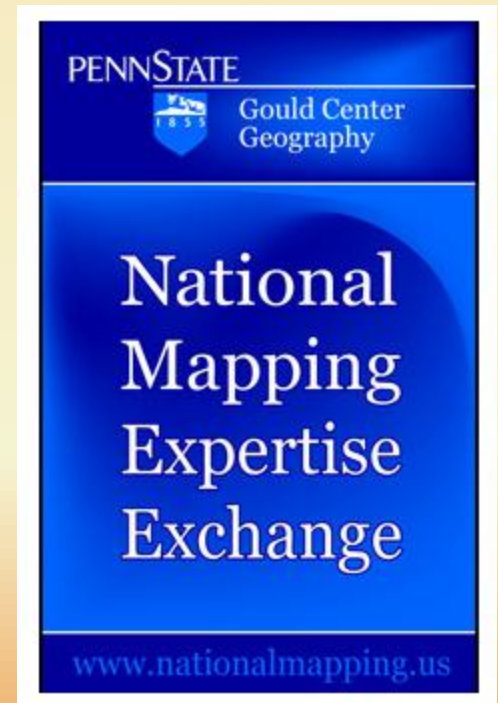 PENNSTATE
1855
Gould Center
Geography
National
Mapping
Expertise
Exchange
www.nationalmapping.us